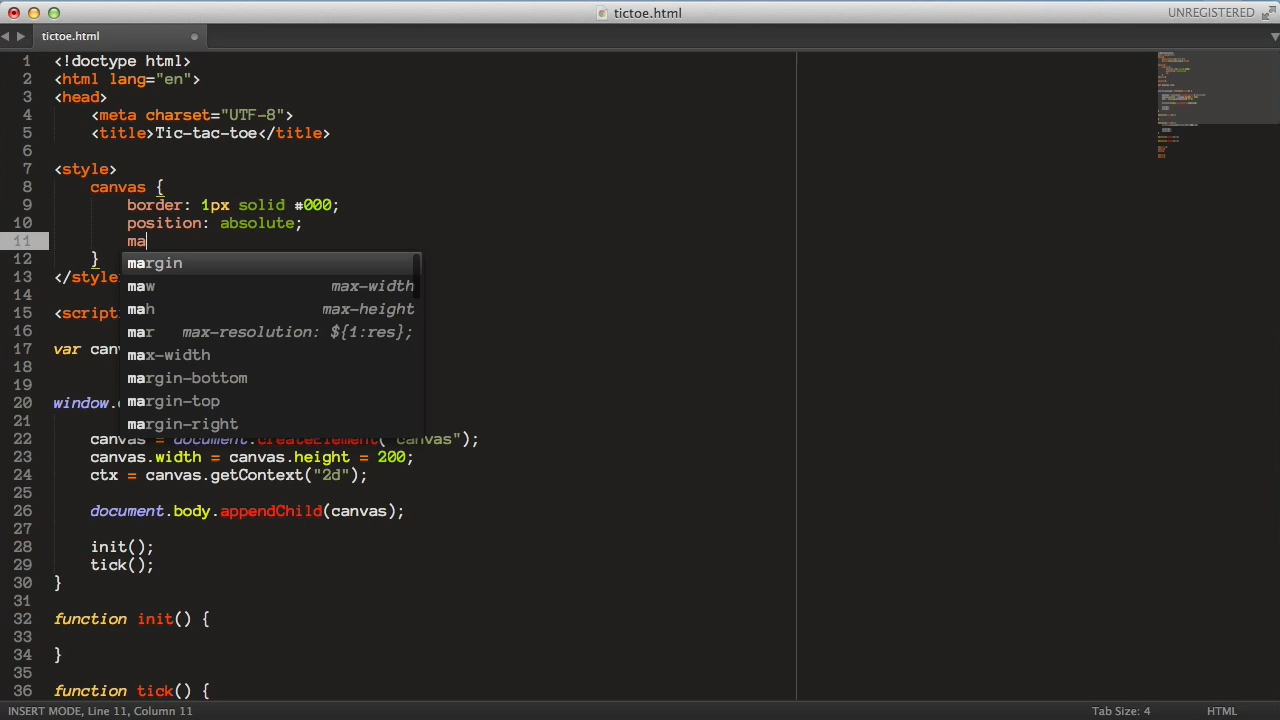 tictoe.html
UNREGISTERED
tictoe.html
1 <!doctype html>
2 <html lang="en">
3 <head>
4 <meta charset="UTF-8">
5 <title>Tic-tac-toe</title>
6
7 <style>
8 canvas {
9 border: 1px solid #000;
10 position: absolute;
11 ma
margin
maw max-width
mah max-height
mar max-resolution: ${1:res};
max-width
margin-bottom
margin-top
margin-right
12 }
13 </style
14
15 <script
16
17 var canv
18
19
20 window.
21
22 canvas = document.createElement("canvas");
23 canvas.width = canvas.height = 200;
24 ctx = canvas.getContext("2d");
25
26 document.body.appendChild(canvas);
27
28 init();
29 tick();
30 }
31
32 function init() {
33
34 }
35
36 function tick() {
INSERT MODE, Line 11, Column 11
Tab Size: 4
HTML